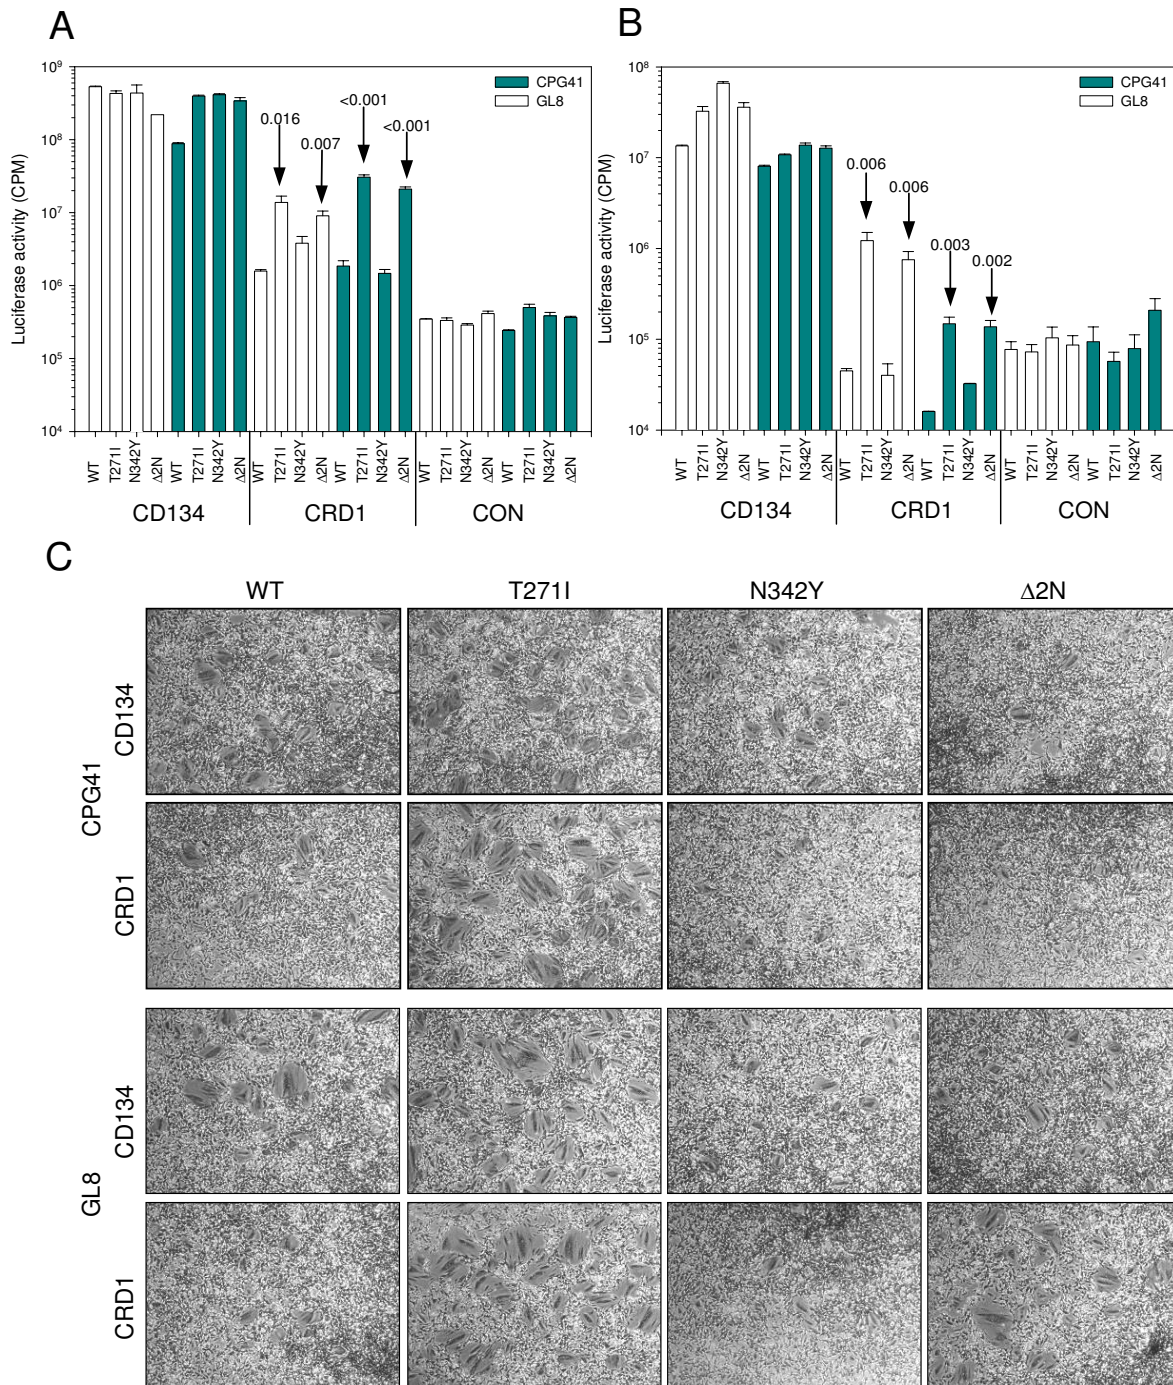 A
10⁹
10⁸
10⁷
10⁶
10⁵
10⁴
Luciferase activity (CPM)
CPG41
GL8
0.016
0.007
<0.001
<0.001
WT
T271I
N342Y
Δ2N
WT
T271I
N342Y
Δ2N
WT
T271I
N342Y
Δ2N
WT
T271I
N342Y
Δ2N
WT
T271I
N342Y
Δ2N
WT
T271I
N342Y
Δ2N
CD134
CRD1
CON
B
10⁸
10⁷
10⁶
10⁵
10⁴
Luciferase activity (CPM)
CPG41
GL8
0.006
0.006
0.003
0.002
WT
T271I
N342Y
Δ2N
WT
T271I
N342Y
Δ2N
WT
T271I
N342Y
Δ2N
WT
T271I
N342Y
Δ2N
WT
T271I
N342Y
Δ2N
WT
T271I
N342Y
Δ2N
CD134
CRD1
CON
C
WT
T271I
N342Y
Δ2N
CPG41
CD134
CRD1
GL8
CD134
CRD1